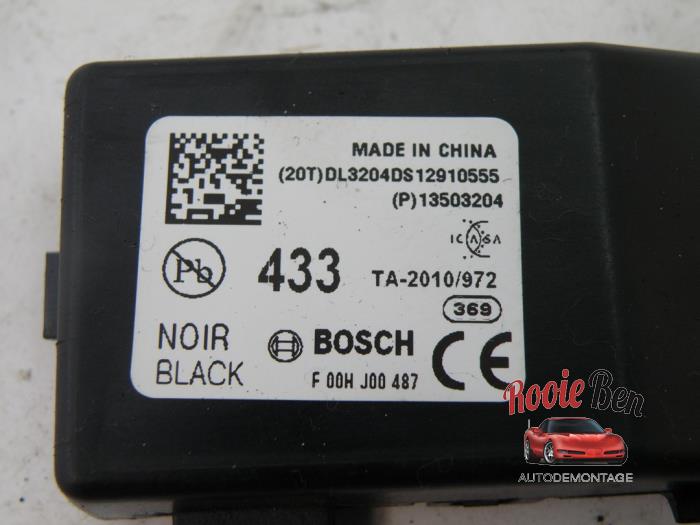 MADE IN CHINA
(20T)DL3204DS12910555
(P)13503204
ICASA
Pb
433
TA-2010/972
369
NOIR
BLACK
BOSCH
F 00H J00 487
CE
Rooie Ben
AUTODEMONTAGE